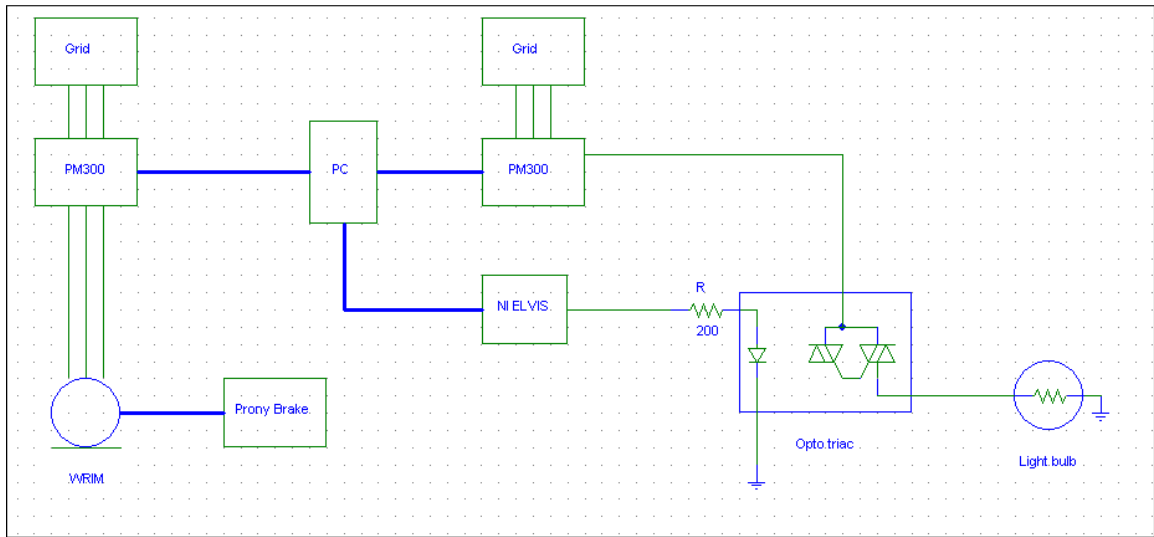 Grid
Grid
PM300
PC
PM300
NI ELVIS
R
200
Prony Brake
Opto.triac
WRIM
Light bulb